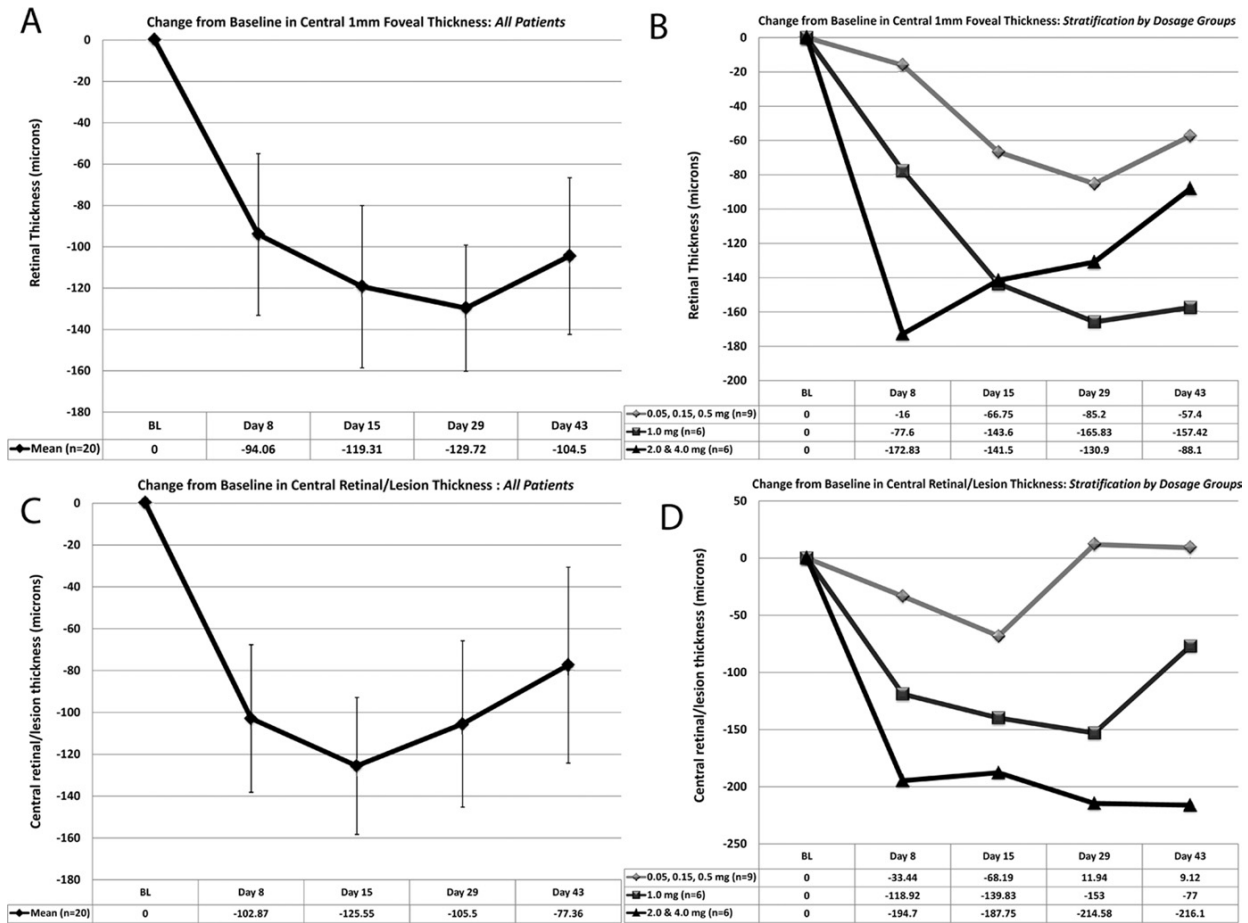 A
Change from Baseline in Central 1mm Foveal Thickness: All Patients
Retinal Thickness (microns)
0
-20
-40
-60
-80
-100
-120
-140
-160
-180
BL Day 8 Day 15 Day 29 Day 43
Mean (n=20) 0 -94.06 -119.31 -129.72 -104.5
B
Change from Baseline in Central 1mm Foveal Thickness: Stratification by Dosage Groups
Retinal Thickness (microns)
0
-20
-40
-60
-80
-100
-120
-140
-160
-180
-200
BL Day 8 Day 15 Day 29 Day 43
0.05, 0.15, 0.5 mg (n=9) 0 -16 -66.75 -85.2 -57.4
1.0 mg (n=6) 0 -77.6 -143.6 -165.83 -157.42
2.0 & 4.0 mg (n=6) 0 -172.83 -141.5 -130.9 -88.1
C
Change from Baseline in Central Retinal/Lesion Thickness : All Patients
Central retinal/lesion thickness (microns)
0
-20
-40
-60
-80
-100
-120
-140
-160
-180
BL Day 8 Day 15 Day 29 Day 43
Mean (n=20) 0 -102.87 -125.55 -105.5 -77.36
D
Change from Baseline in Central Retinal/Lesion Thickness: Stratification by Dosage Groups
Central retinal/lesion thickness (microns)
50
0
-50
-100
-150
-200
-250
BL Day 8 Day 15 Day 29 Day 43
0.05, 0.15, 0.5 mg (n=9) 0 -33.44 -68.19 11.94 9.12
1.0 mg (n=6) 0 -118.92 -139.83 -153 -77
2.0 & 4.0 mg (n=6) 0 -194.7 -187.75 -214.58 -216.1